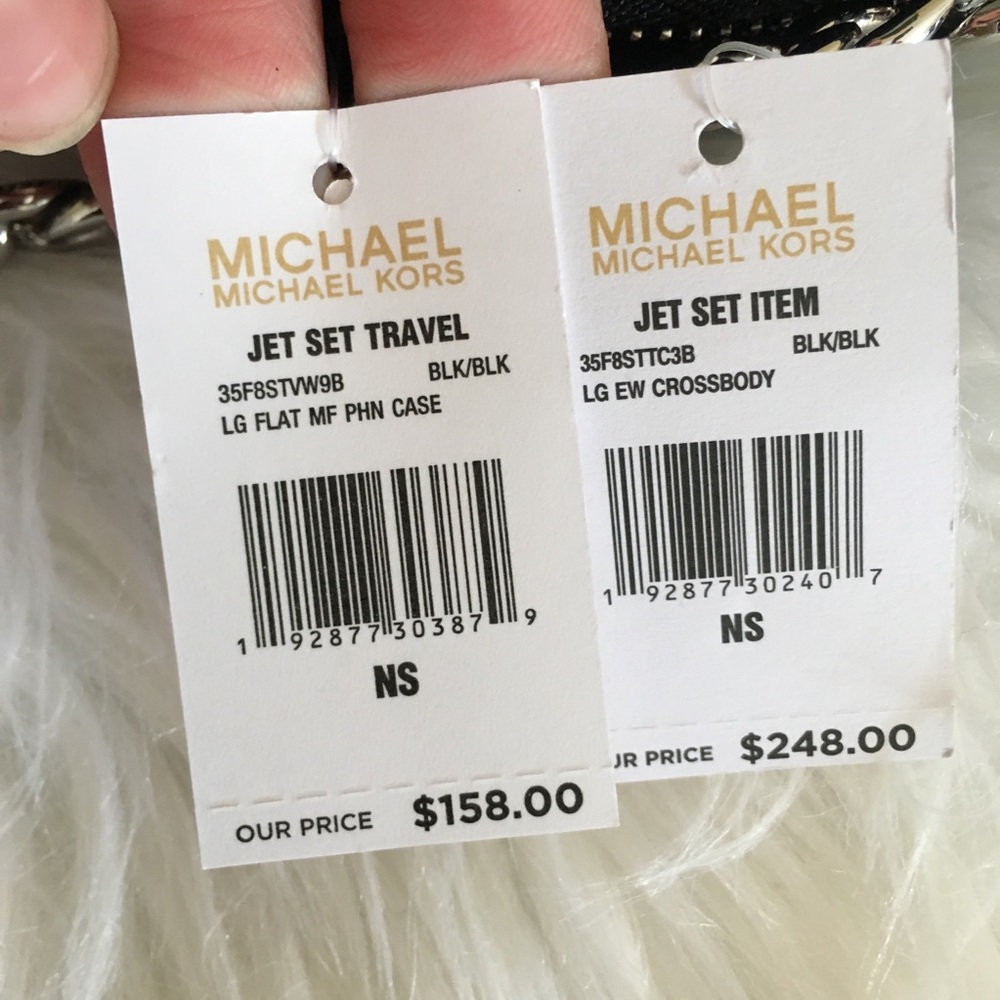 MICHAEL
MICHAEL KORS
JET SET TRAVEL
35F8STVW9B BLK/BLK
LG FLAT MF PHN CASE
1 92877 30387 9
NS
OUR PRICE $158.00
MICHAEL
MICHAEL KORS
JET SET ITEM
35F8STTC3B BLK/BLK
LG EW CROSSBODY
1 92877 30240 7
NS
UR PRICE $248.00